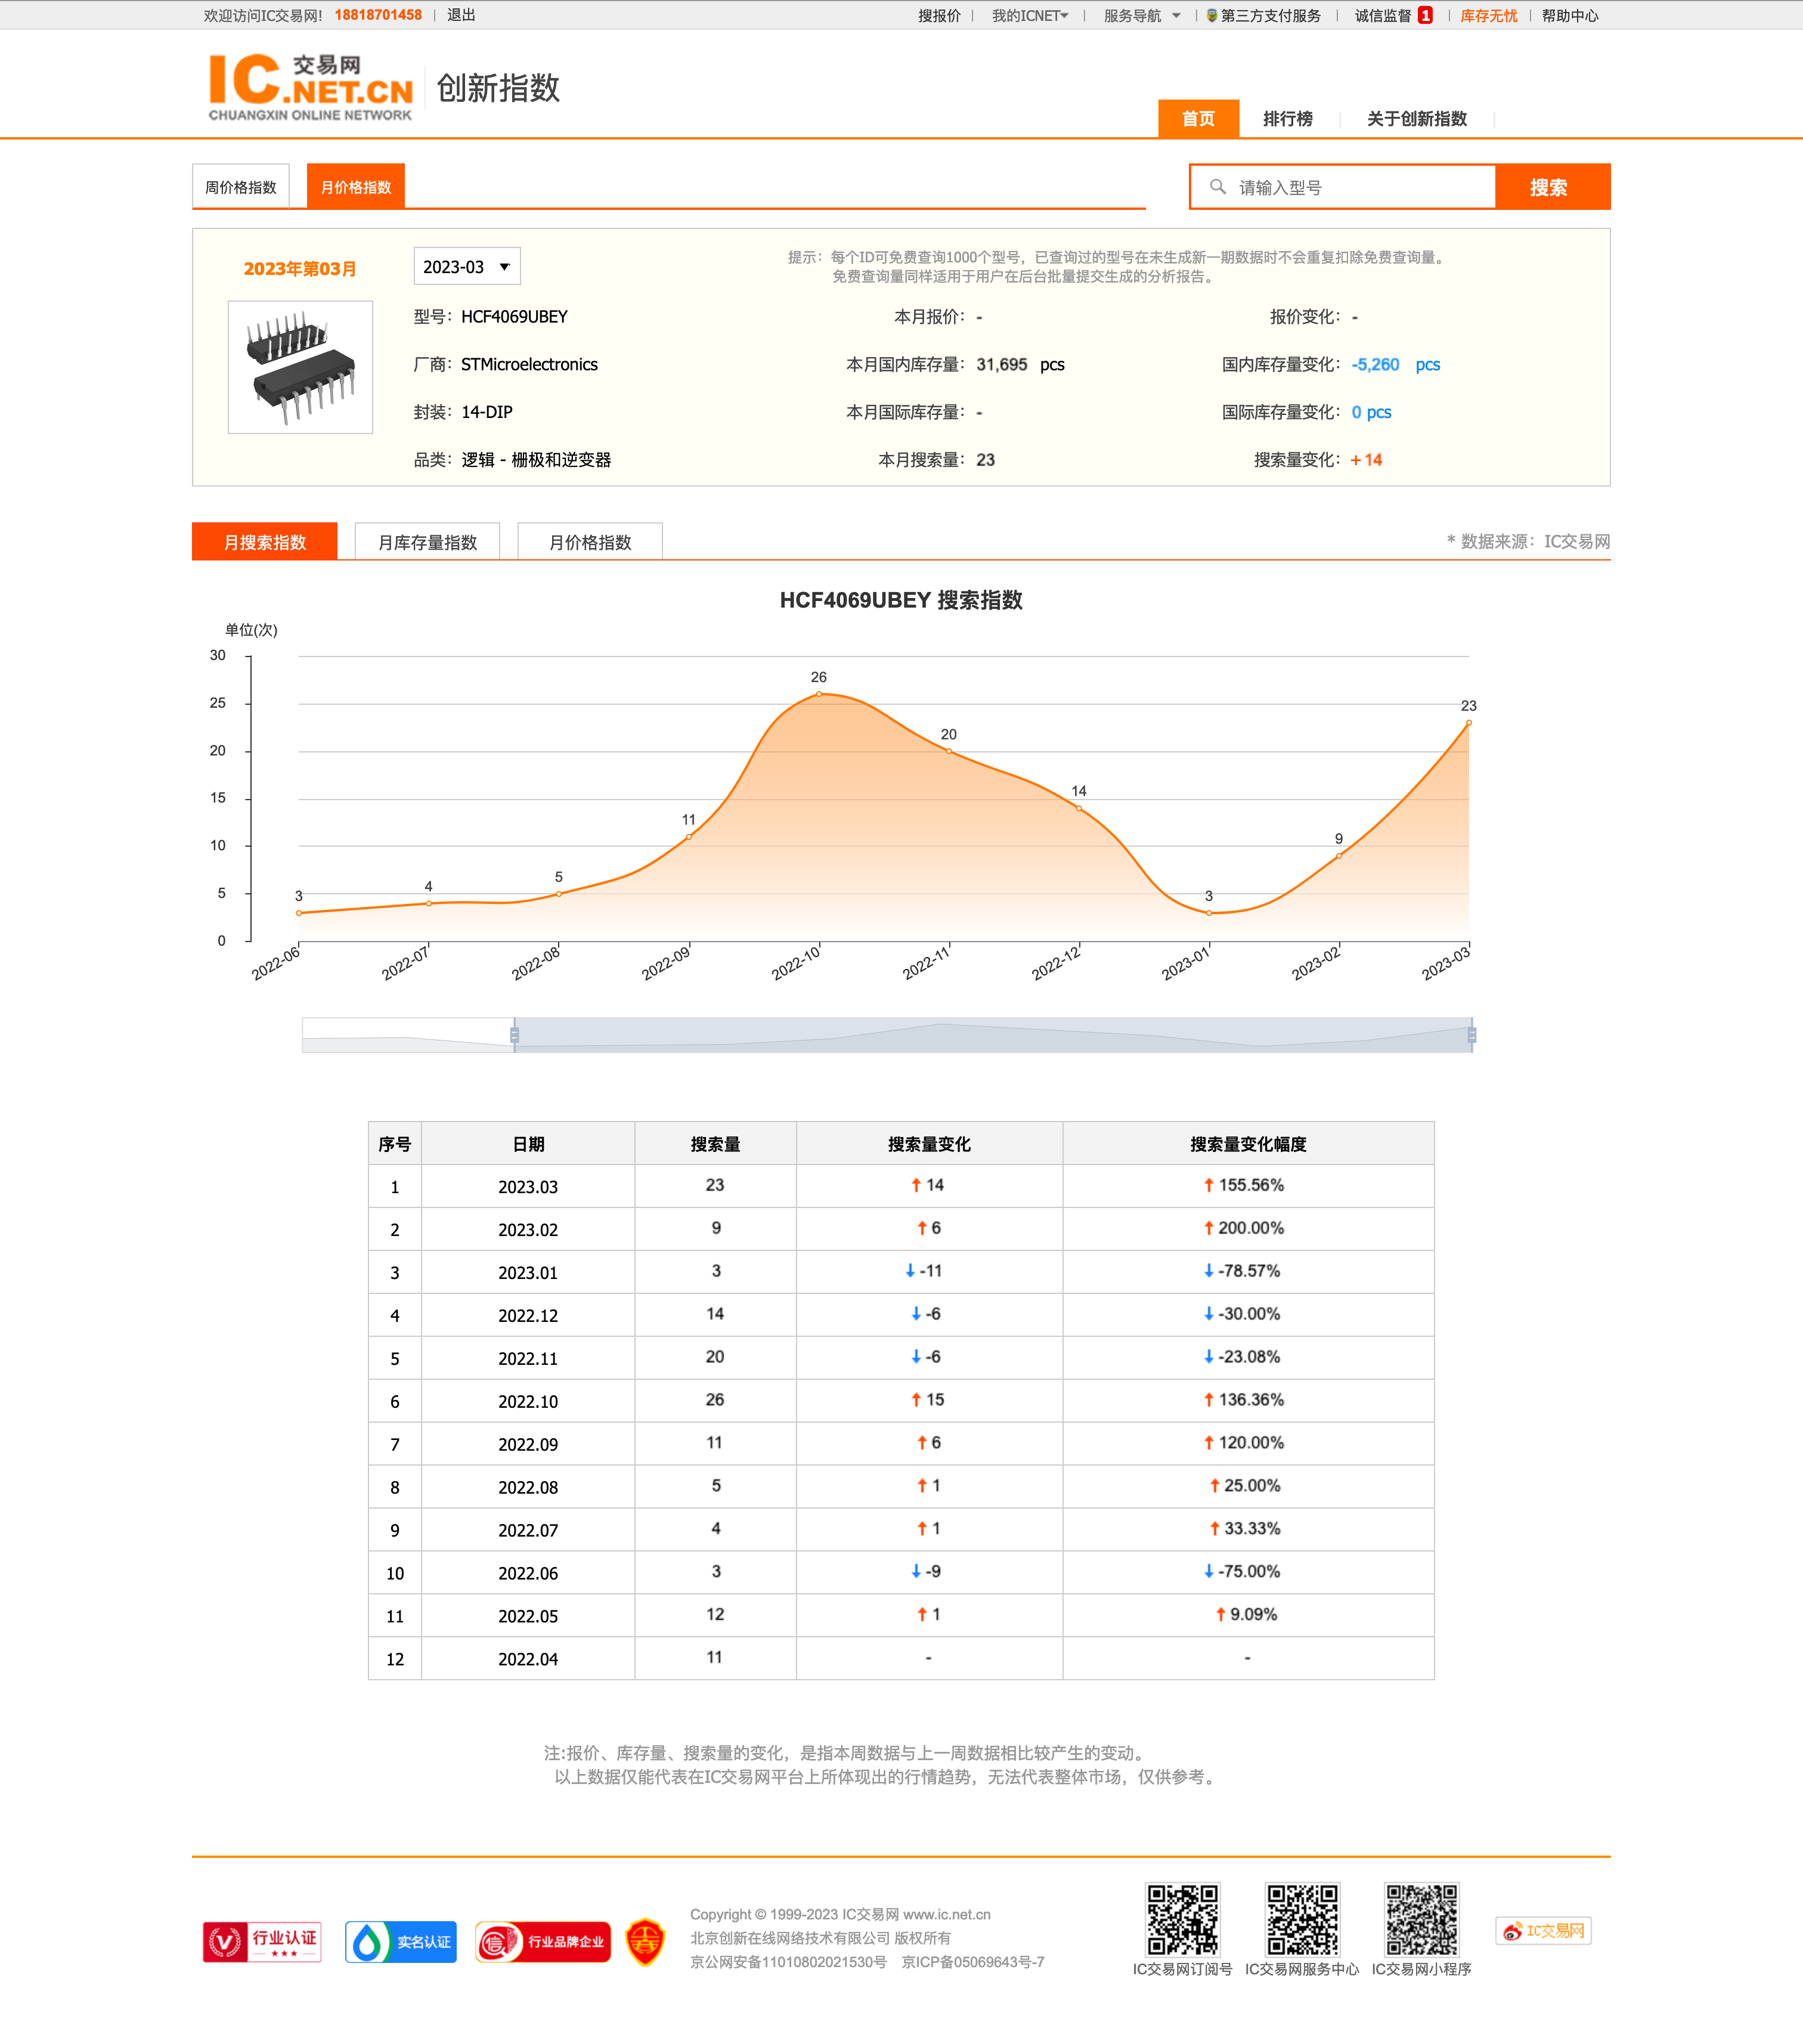 欢迎访问IC交易网! 18818701458 | 退出 搜报价 | 我的ICNET | 服务导航 | 第三方支付服务 | 诚信监督 1 | 库存无忧 | 帮助中心
IC交易网
.NET.CN
CHUANGXIN ONLINE NETWORK
创新指数
首页 排行榜 关于创新指数
周价格指数 月价格指数 请输入型号 搜索
2023年第03月 2023-03
提示：每个ID可免费查询1000个型号，已查询过的型号在未生成新一期数据时不会重复扣除免费查询量。
免费查询量同样适用于用户在后台批量提交生成的分析报告。
型号：HCF4069UBEY 本月报价：- 报价变化：-
厂商：STMicroelectronics 本月国内库存量：31,695 pcs 国内库存量变化：-5,260 pcs
封装：14-DIP 本月国际库存量：- 国际库存量变化：0 pcs
品类：逻辑 - 栅极和逆变器 本月搜索量：23 搜索量变化：+14
月搜索指数 月库存量指数 月价格指数 * 数据来源：IC交易网
HCF4069UBEY 搜索指数
单位(次)
30
25
20
15
10
5
0
3 4 5 11 26 20 14 3 9 23
2022-06 2022-07 2022-08 2022-09 2022-10 2022-11 2022-12 2023-01 2023-02 2023-03
序号 日期 搜索量 搜索量变化 搜索量变化幅度
1 2023.03 23 ↑ 14 ↑ 155.56%
2 2023.02 9 ↑ 6 ↑ 200.00%
3 2023.01 3 ↓ -11 ↓ -78.57%
4 2022.12 14 ↓ -6 ↓ -30.00%
5 2022.11 20 ↓ -6 ↓ -23.08%
6 2022.10 26 ↑ 15 ↑ 136.36%
7 2022.09 11 ↑ 6 ↑ 120.00%
8 2022.08 5 ↑ 1 ↑ 25.00%
9 2022.07 4 ↑ 1 ↑ 33.33%
10 2022.06 3 ↓ -9 ↓ -75.00%
11 2022.05 12 ↑ 1 ↑ 9.09%
12 2022.04 11 - -
注:报价、库存量、搜索量的变化，是指本周数据与上一周数据相比较产生的变动。
以上数据仅能代表在IC交易网平台上所体现出的行情趋势，无法代表整体市场，仅供参考。
行业认证 实名认证 信 行业品牌企业
Copyright © 1999-2023 IC交易网 www.ic.net.cn
北京创新在线网络技术有限公司 版权所有
京公网安备11010802021530号 京ICP备05069643号-7
IC交易网订阅号 IC交易网服务中心 IC交易网小程序
IC交易网